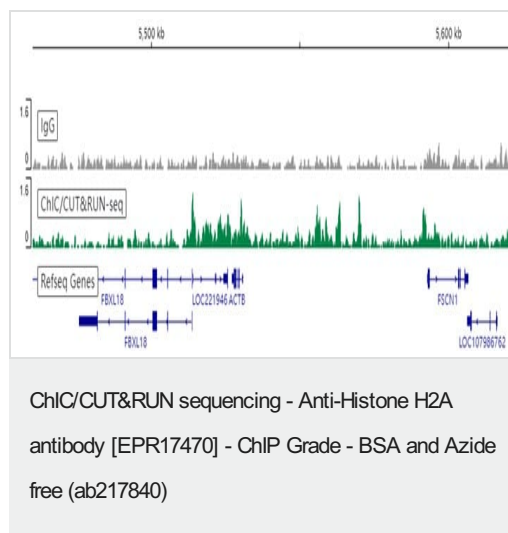 5,500 kb 5,600 kb
1.6
IgG
0
1.6
ChIC/CUT&RUN-seq
0
Refseq Genes
FBXL18 LOC221946 ACTB FSCN1
FBXL18 LOC107986762
ChIC/CUT&RUN sequencing - Anti-Histone H2A
antibody [EPR17470] - ChIP Grade - BSA and Azide
free (ab217840)